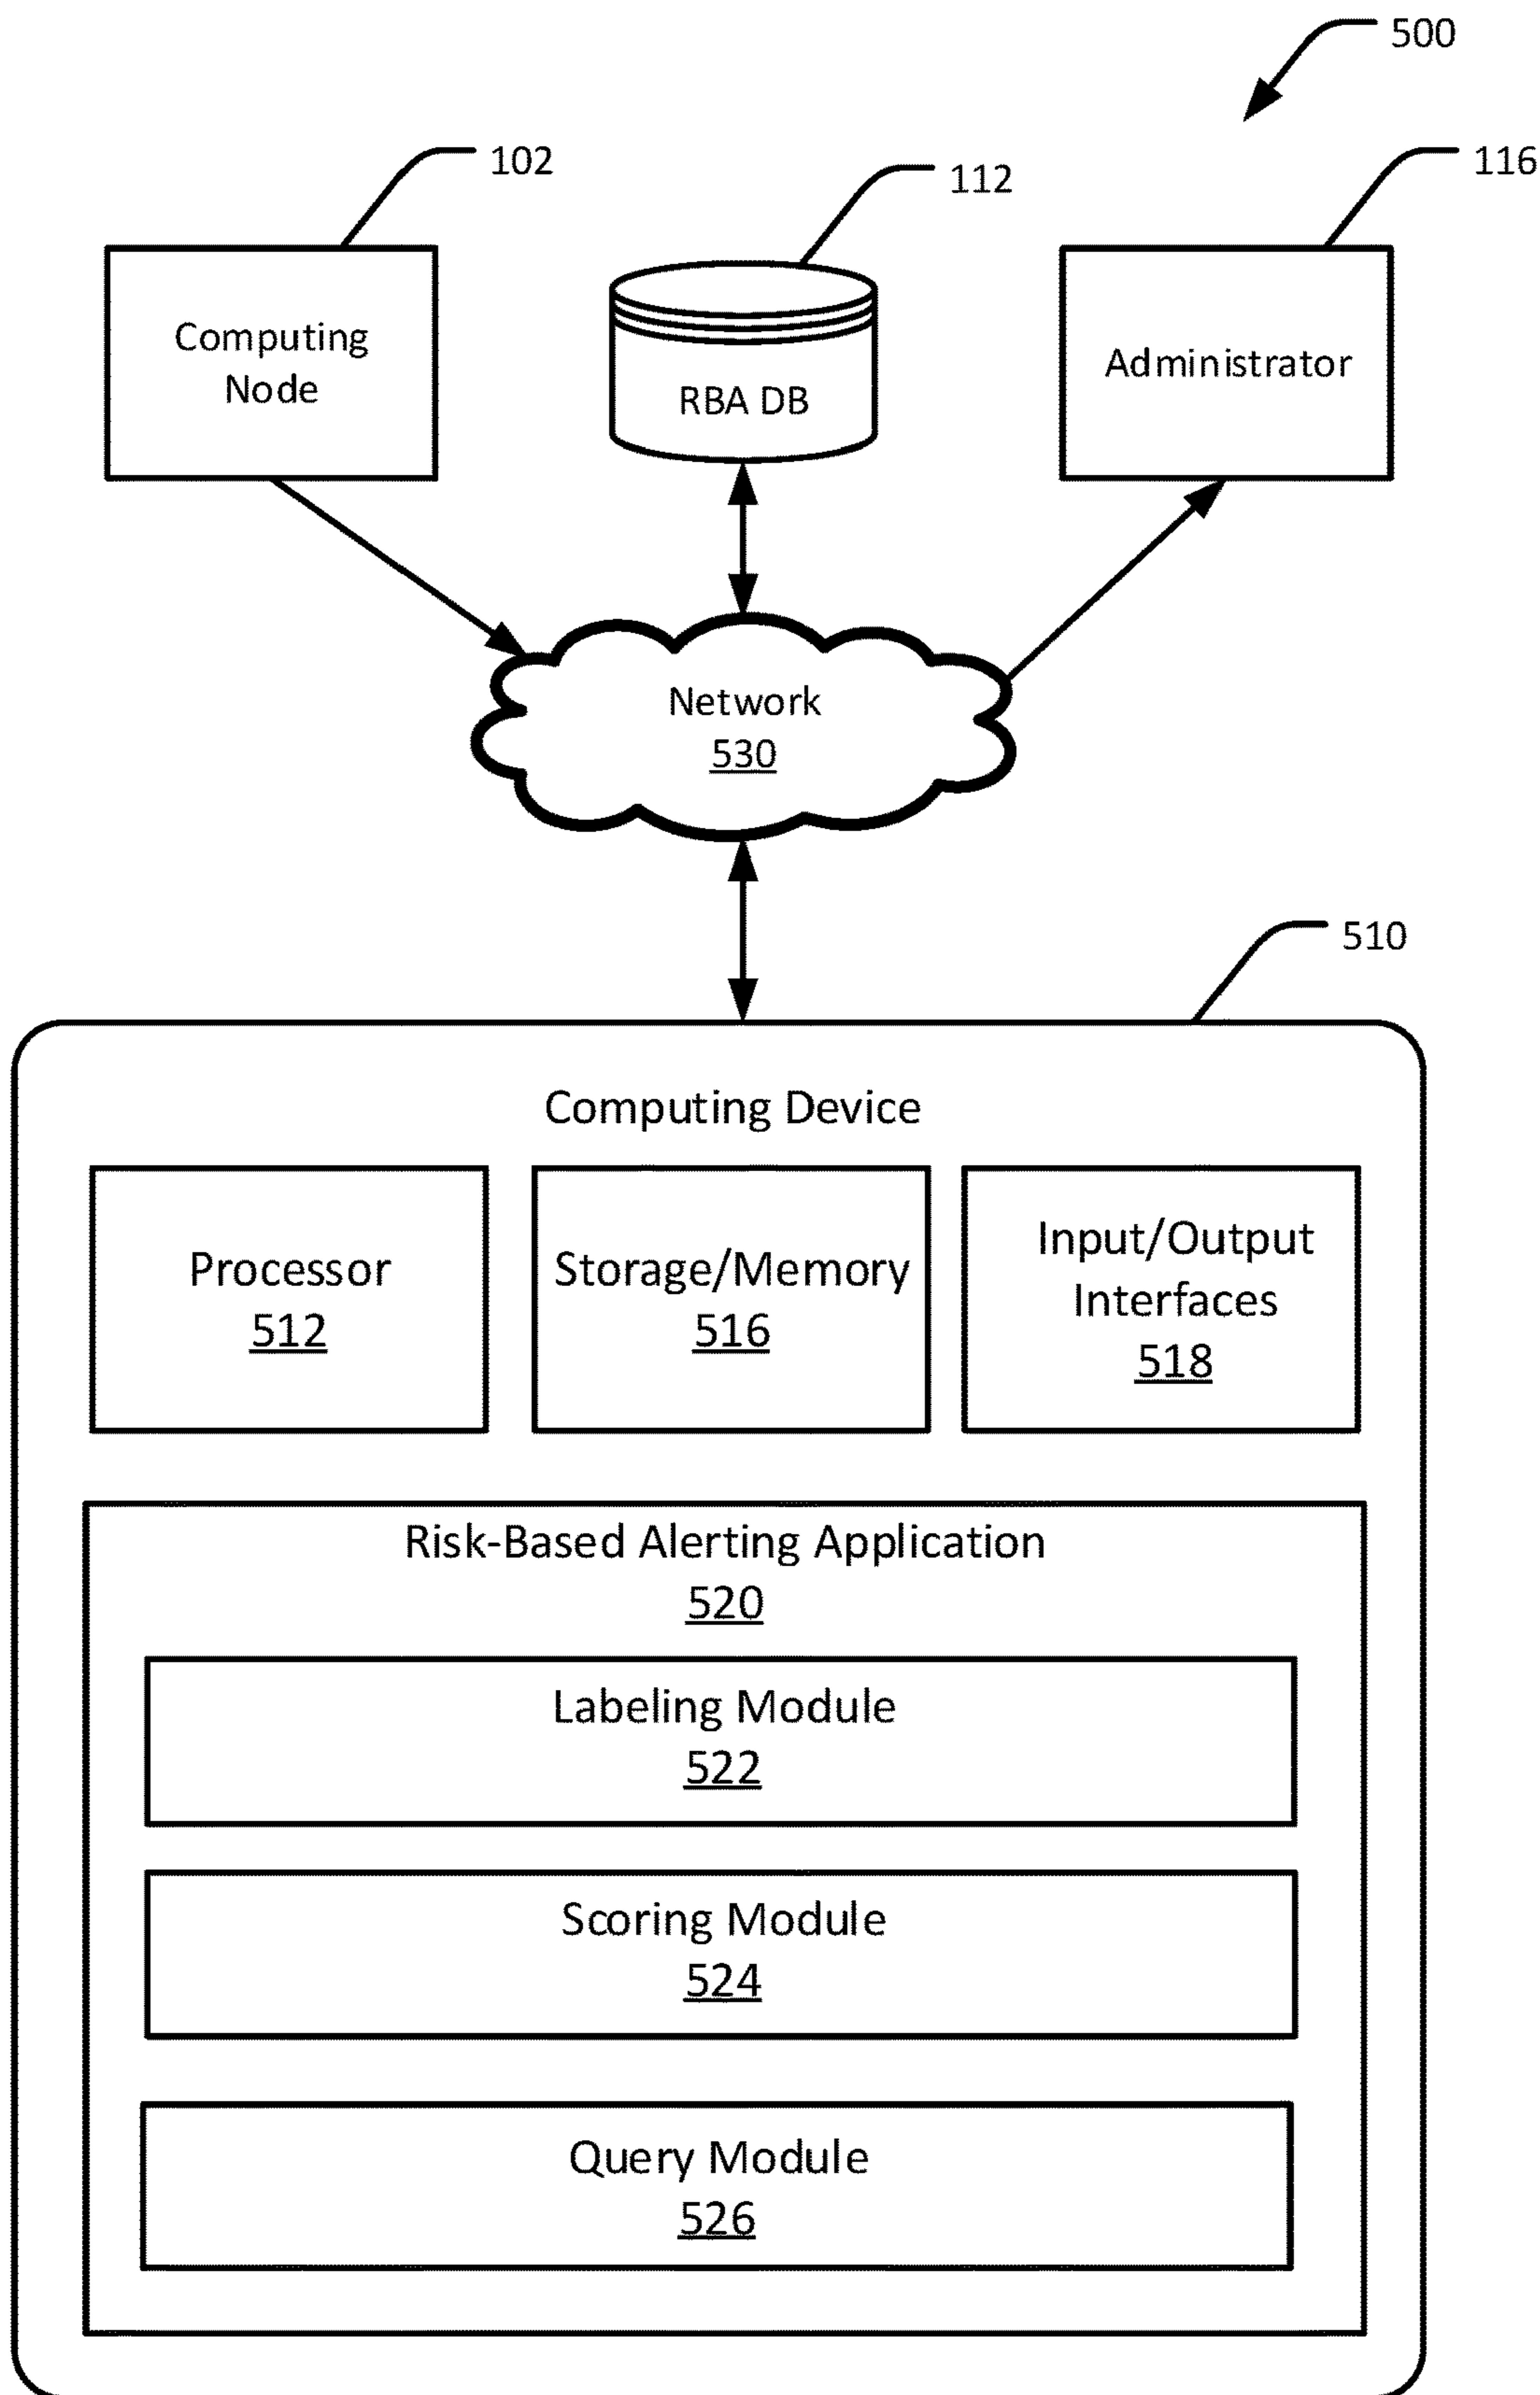 500
102
112
116
Computing
Node
RBA DB
Administrator
Network
530
510
Computing Device
Processor
512
Storage/Memory
516
Input/Output
Interfaces
518
Risk-Based Alerting Application
520
Labeling Module
522
Scoring Module
524
Query Module
526